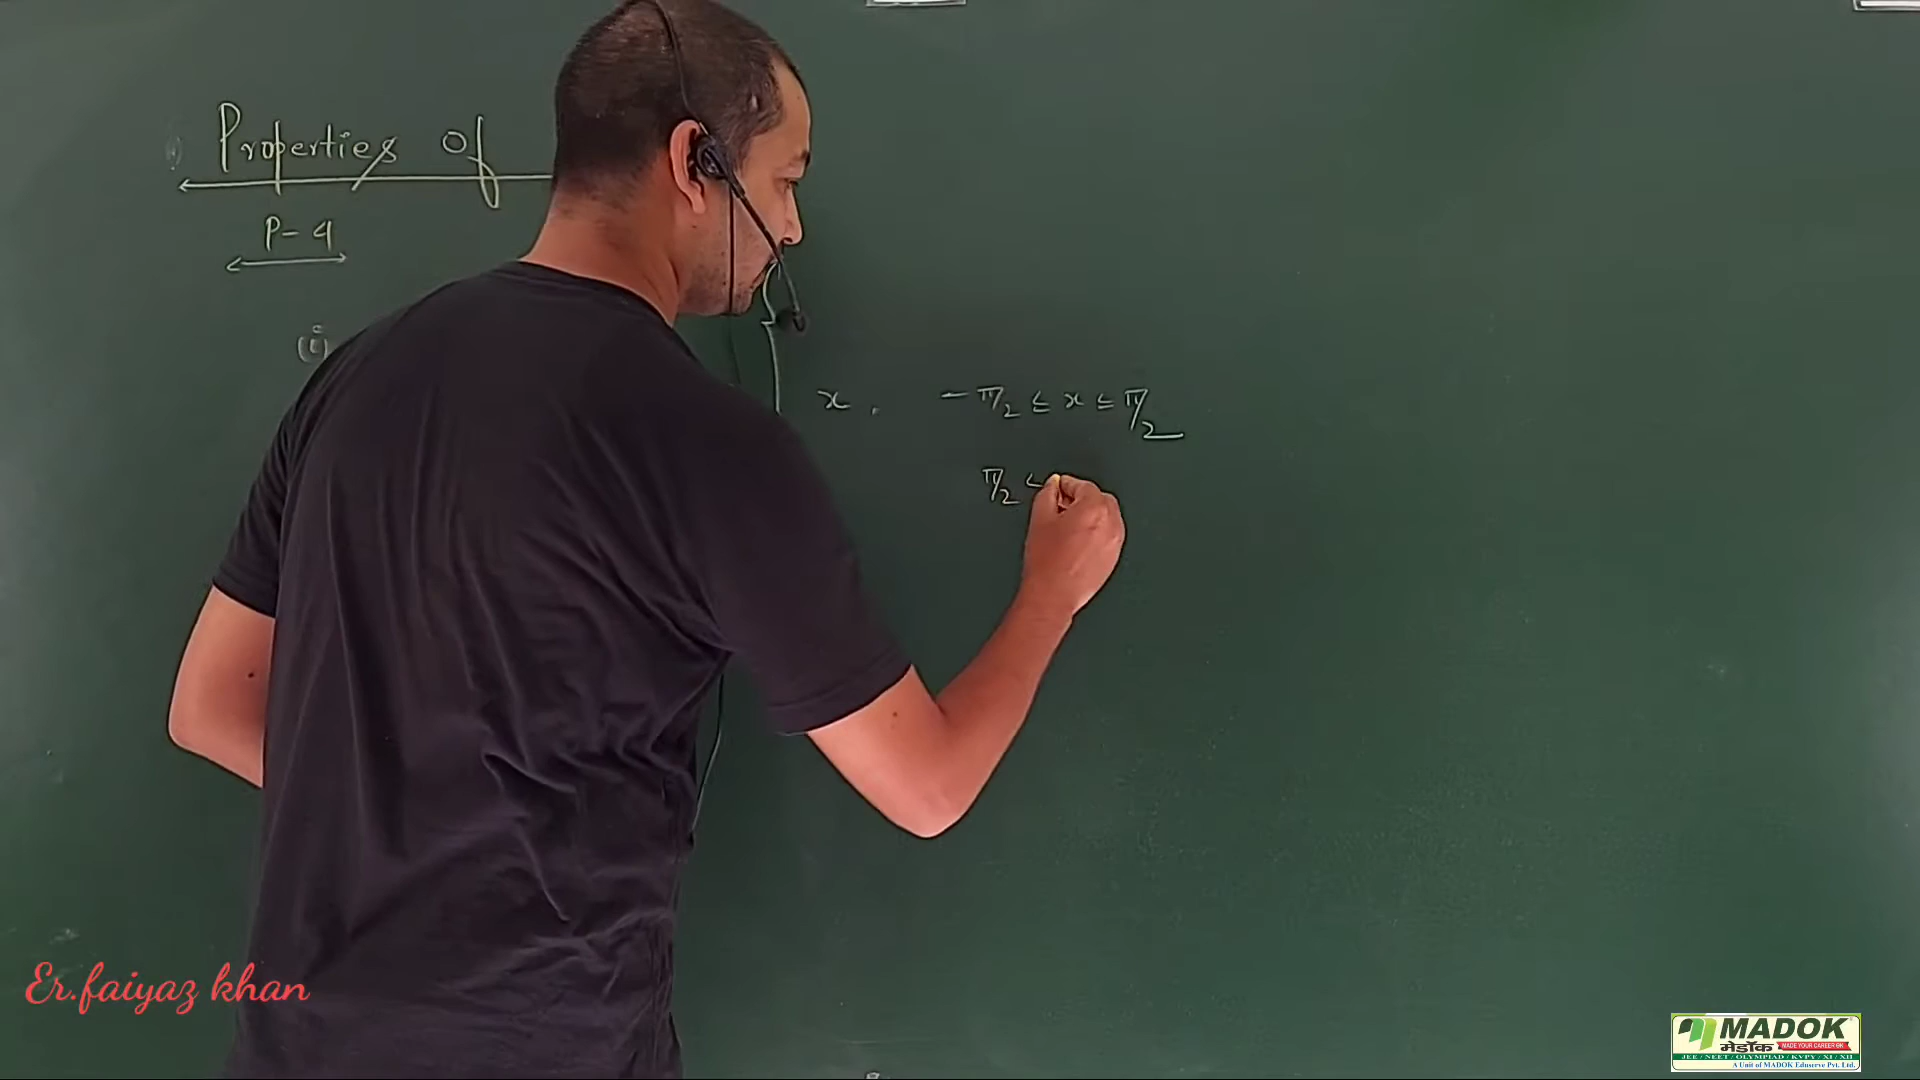 Properties Of
P-4
(i)
x , -π/2 ≤ x ≤ π/2
π/2 <
Er.faiyaz khan
MADOK
मेडॉक MADE YOUR CAREER OK
JEE / NEET / OLYMPIAD / KVPY / XI / XII
A Unit of MADOK Eduserve Pvt. Ltd.